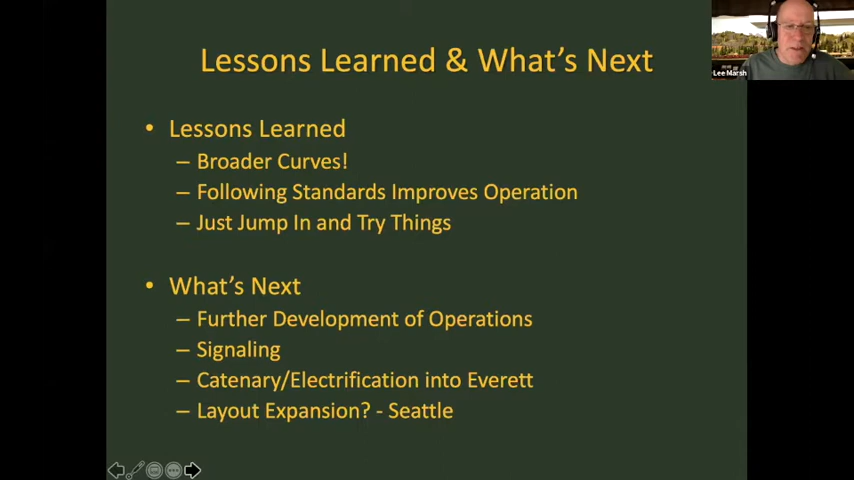 Lessons Learned & What's Next
Lee Marsh
• Lessons Learned
– Broader Curves!
– Following Standards Improves Operation
– Just Jump In and Try Things
• What's Next
– Further Development of Operations
– Signaling
– Catenary/Electrification into Everett
– Layout Expansion? - Seattle